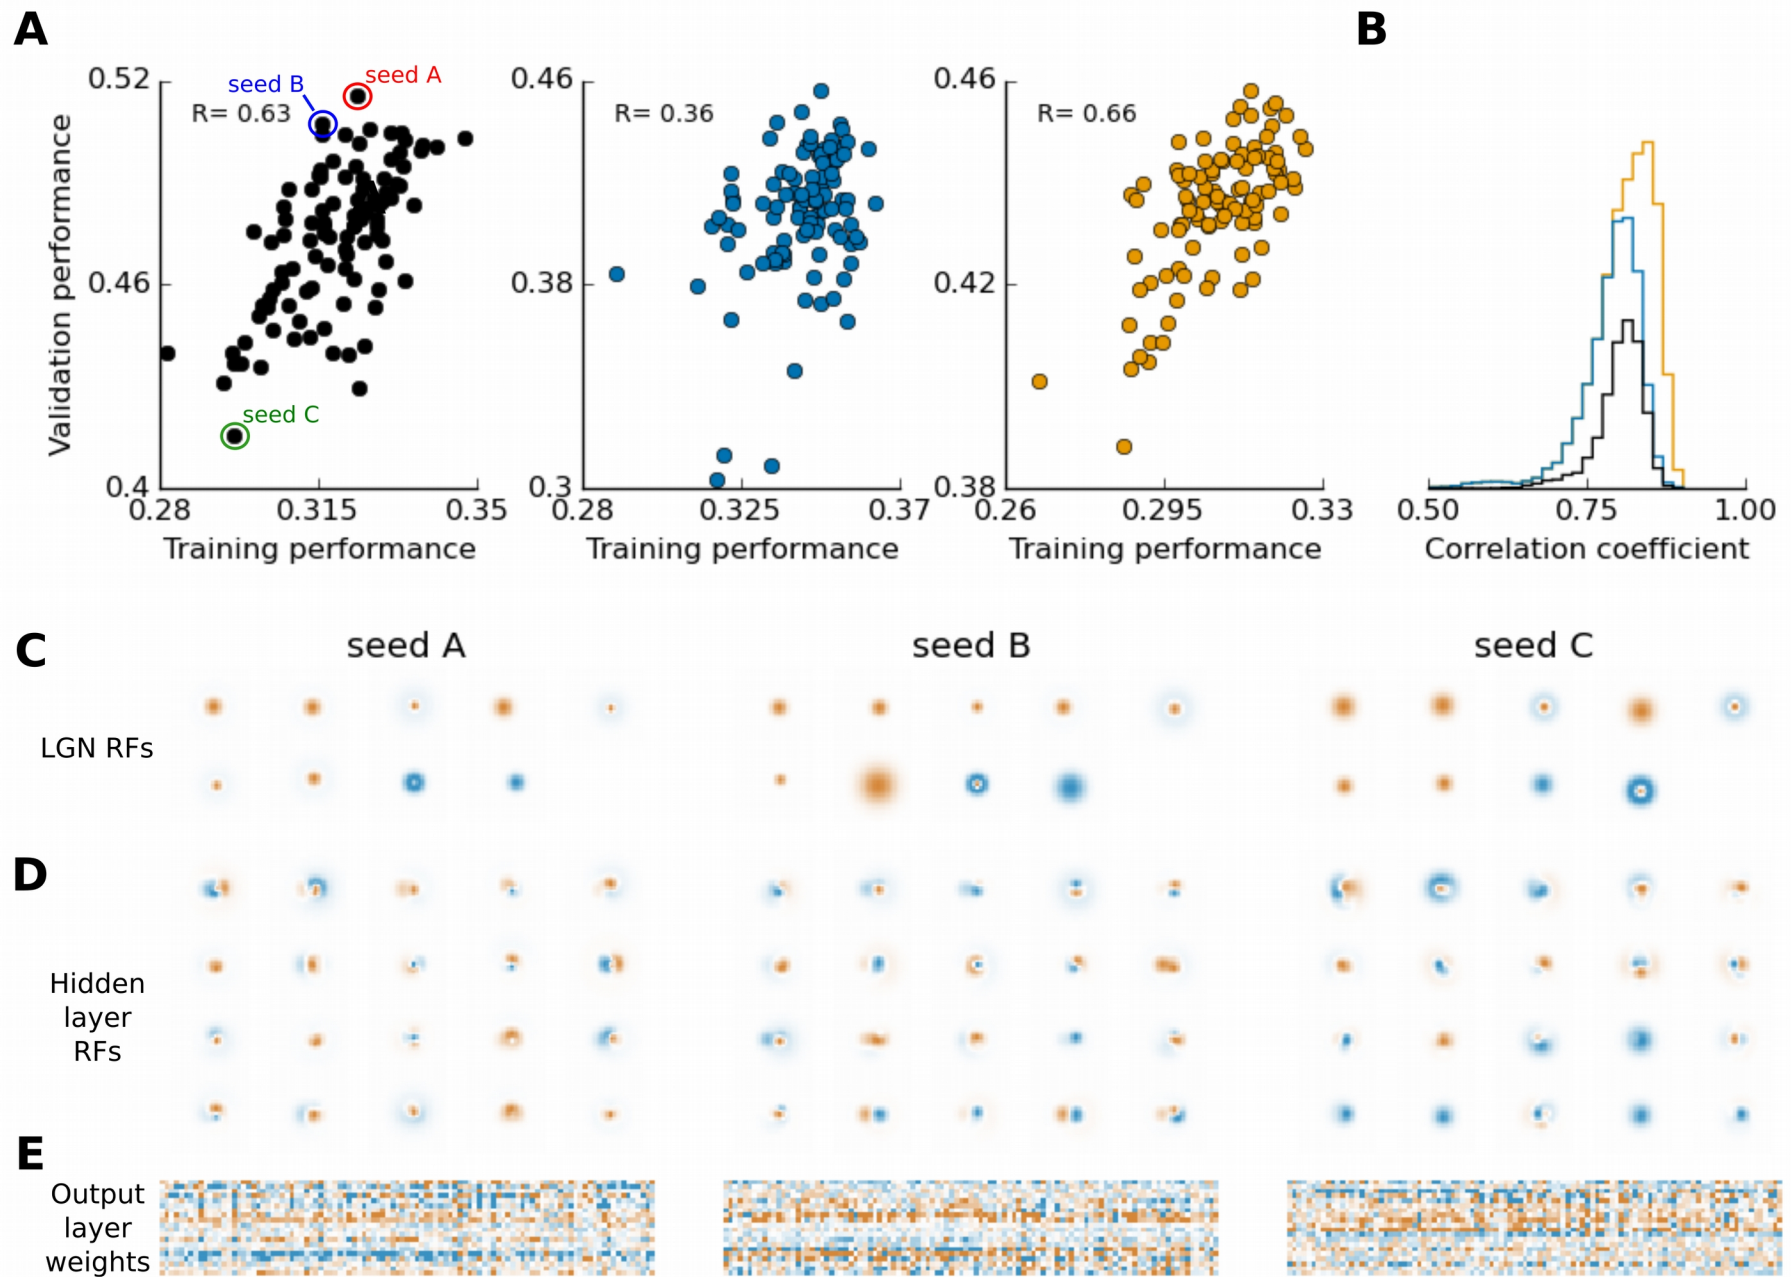 A
B
0.52
seed B
seed A
R= 0.63
0.46
0.4
seed C
Validation performance
0.28
0.315
0.35
Training performance
0.46
R= 0.36
0.38
0.3
0.28
0.325
0.37
Training performance
0.46
R= 0.66
0.42
0.38
0.26
0.295
0.33
Training performance
0.50
0.75
1.00
Correlation coefficient
C
seed A
seed B
seed C
LGN RFs
D
Hidden
layer
RFs
E
Output
layer
weights